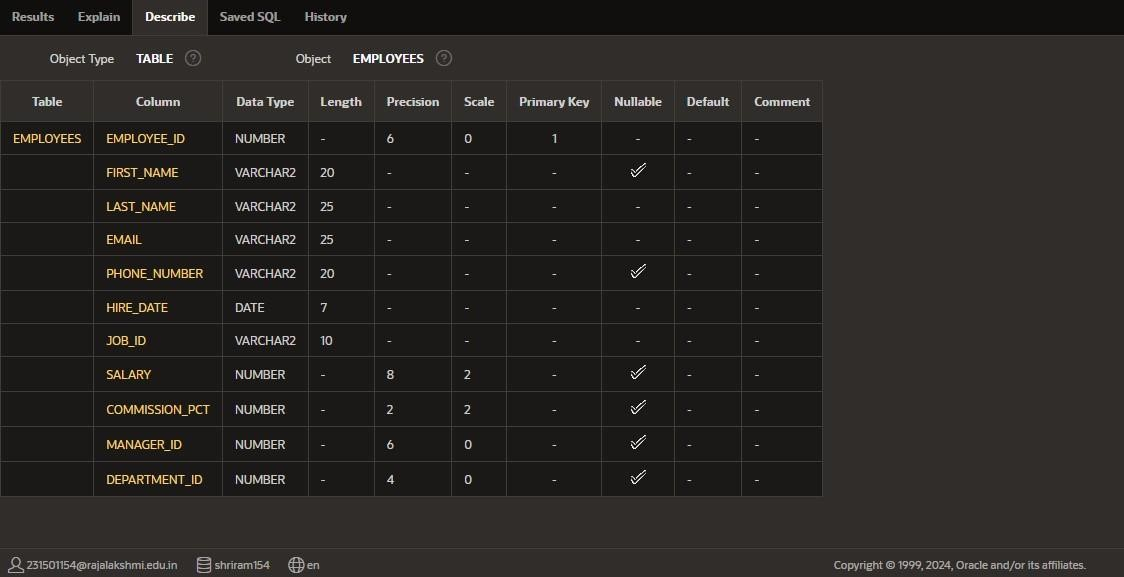 Results Explain Describe Saved SQL History
Object Type TABLE ? Object EMPLOYEES ?
Table Column Data Type Length Precision Scale Primary Key Nullable Default Comment
EMPLOYEES EMPLOYEE_ID NUMBER - 6 0 1 - - -
FIRST_NAME VARCHAR2 20 - - - - -
LAST_NAME VARCHAR2 25 - - - - - -
EMAIL VARCHAR2 25 - - - - - -
PHONE_NUMBER VARCHAR2 20 - - - - -
HIRE_DATE DATE 7 - - - - - -
JOB_ID VARCHAR2 10 - - - - - -
SALARY NUMBER - 8 2 - - -
COMMISSION_PCT NUMBER - 2 2 - - -
MANAGER_ID NUMBER - 6 0 - - -
DEPARTMENT_ID NUMBER - 4 0 - - -
231501154@rajalakshmi.edu.in shriram154 en Copyright © 1999, 2024, Oracle and/or its affiliates.